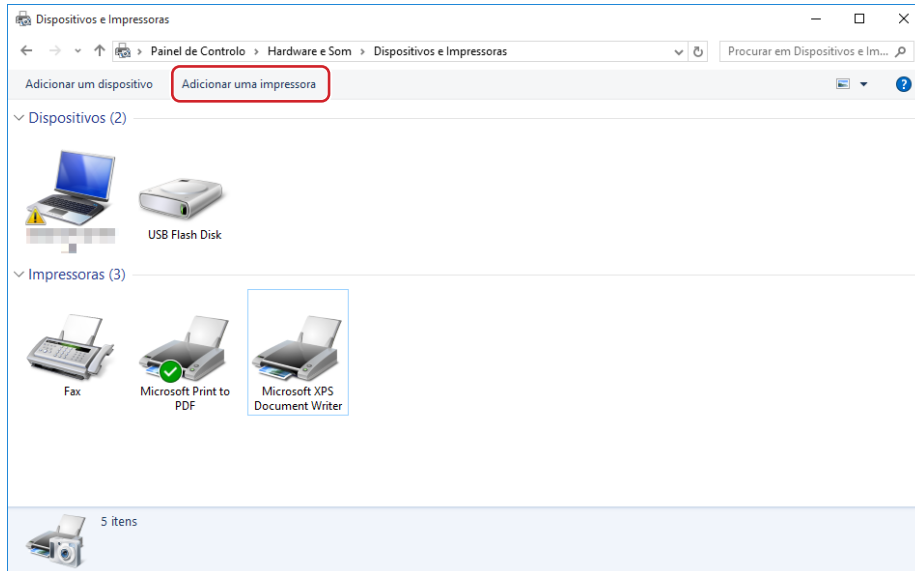 Dispositivos e Impressoras
Painel de Controlo > Hardware e Som > Dispositivos e Impressoras
Procurar em Dispositivos e Im...
Adicionar um dispositivo
Adicionar uma impressora
?
Dispositivos (2)
USB Flash Disk
Impressoras (3)
Fax
Microsoft Print to
PDF
Microsoft XPS
Document Writer
5 itens